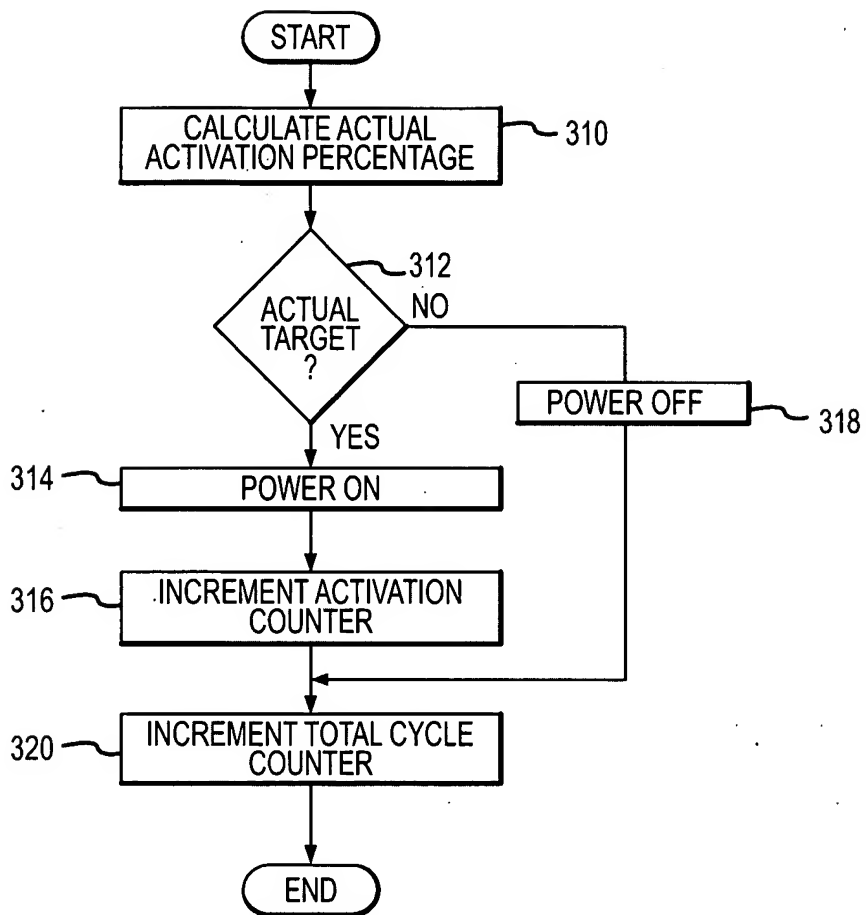 START
CALCULATE ACTUAL
ACTIVATION PERCENTAGE
310
312
ACTUAL
TARGET
?
NO
YES
POWER OFF
318
314
POWER ON
316
INCREMENT ACTIVATION
COUNTER
320
INCREMENT TOTAL CYCLE
COUNTER
END